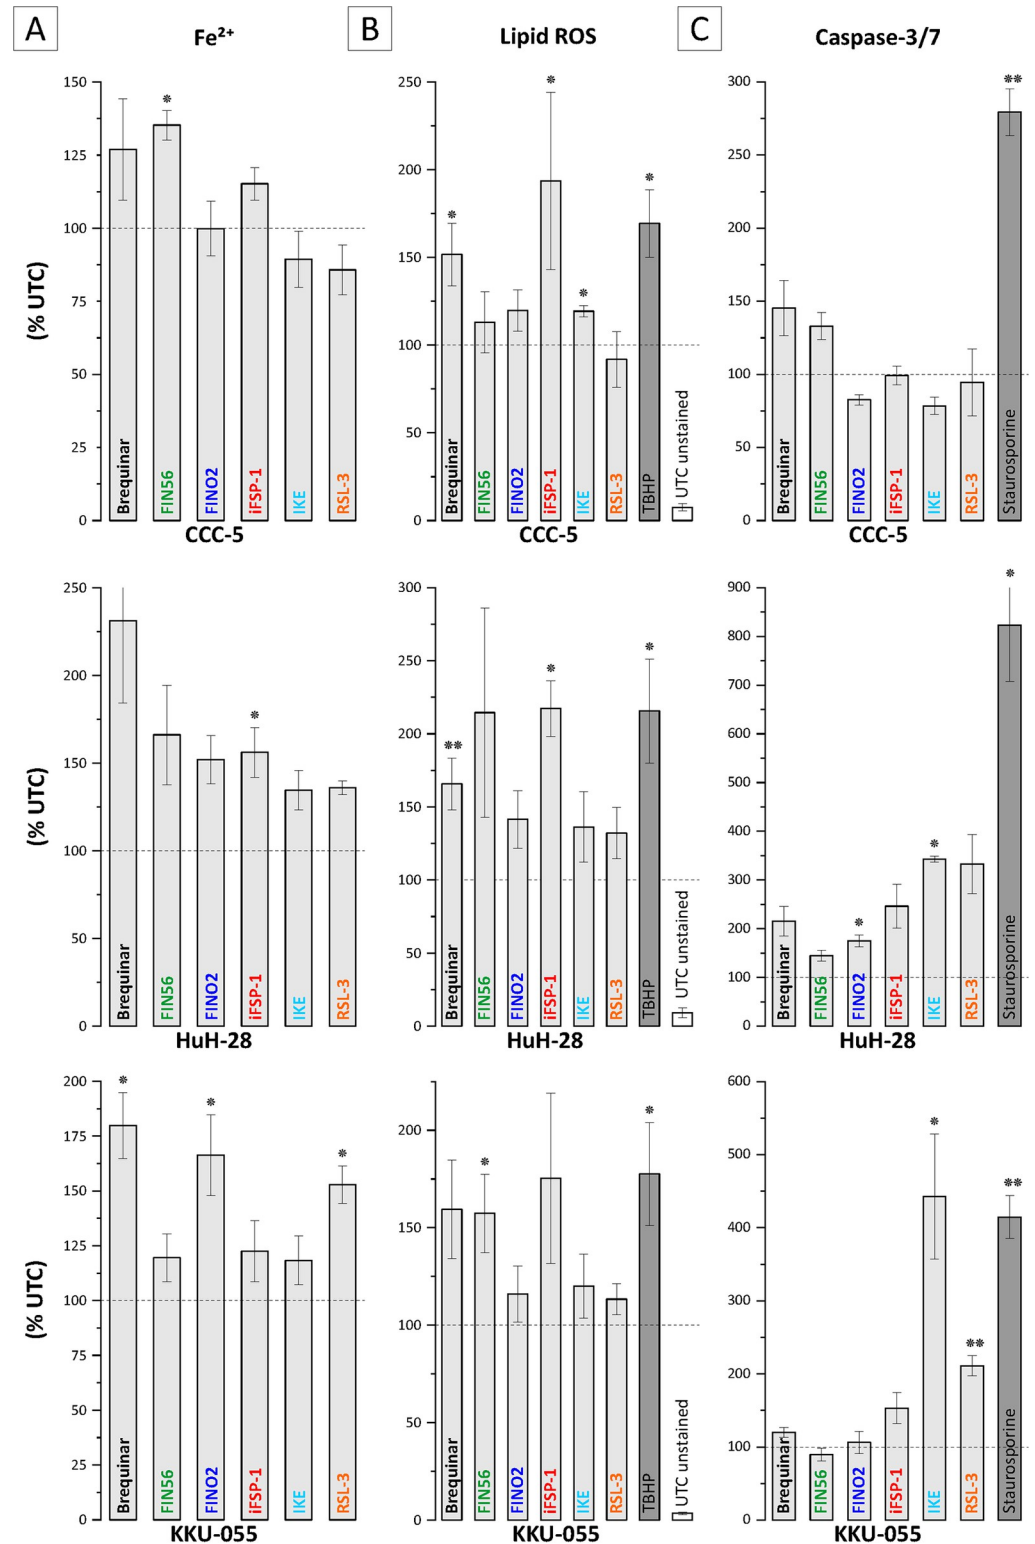 A
Fe²⁺
B
Lipid ROS
C
Caspase-3/7
(% UTC)
150
125
100
75
50
25
0
Brequinar
FIN56
*
FINO2
iFSP-1
IKE
RSL-3
CCC-5
250
200
150
100
50
0
*
Brequinar
FIN56
FINO2
*
iFSP-1
*
IKE
RSL-3
*
TBHP
UTC unstained
CCC-5
300
250
200
150
100
50
0
Brequinar
FIN56
FINO2
iFSP-1
IKE
RSL-3
**
Staurosporine
CCC-5
(% UTC)
250
200
150
100
50
0
Brequinar
FIN56
FINO2
*
iFSP-1
IKE
RSL-3
HuH-28
300
250
200
150
100
50
0
**
Brequinar
FIN56
FINO2
*
iFSP-1
IKE
RSL-3
*
TBHP
UTC unstained
HuH-28
900
800
700
600
500
400
300
200
100
0
Brequinar
FIN56
*
FINO2
iFSP-1
*
IKE
RSL-3
*
Staurosporine
HuH-28
(% UTC)
200
175
150
125
100
75
50
25
0
*
Brequinar
FIN56
*
FINO2
iFSP-1
IKE
*
RSL-3
KKU-055
200
150
100
50
0
Brequinar
*
FIN56
FINO2
iFSP-1
IKE
RSL-3
*
TBHP
UTC unstained
KKU-055
600
500
400
300
200
100
0
Brequinar
FIN56
FINO2
iFSP-1
*
IKE
**
RSL-3
**
Staurosporine
KKU-055